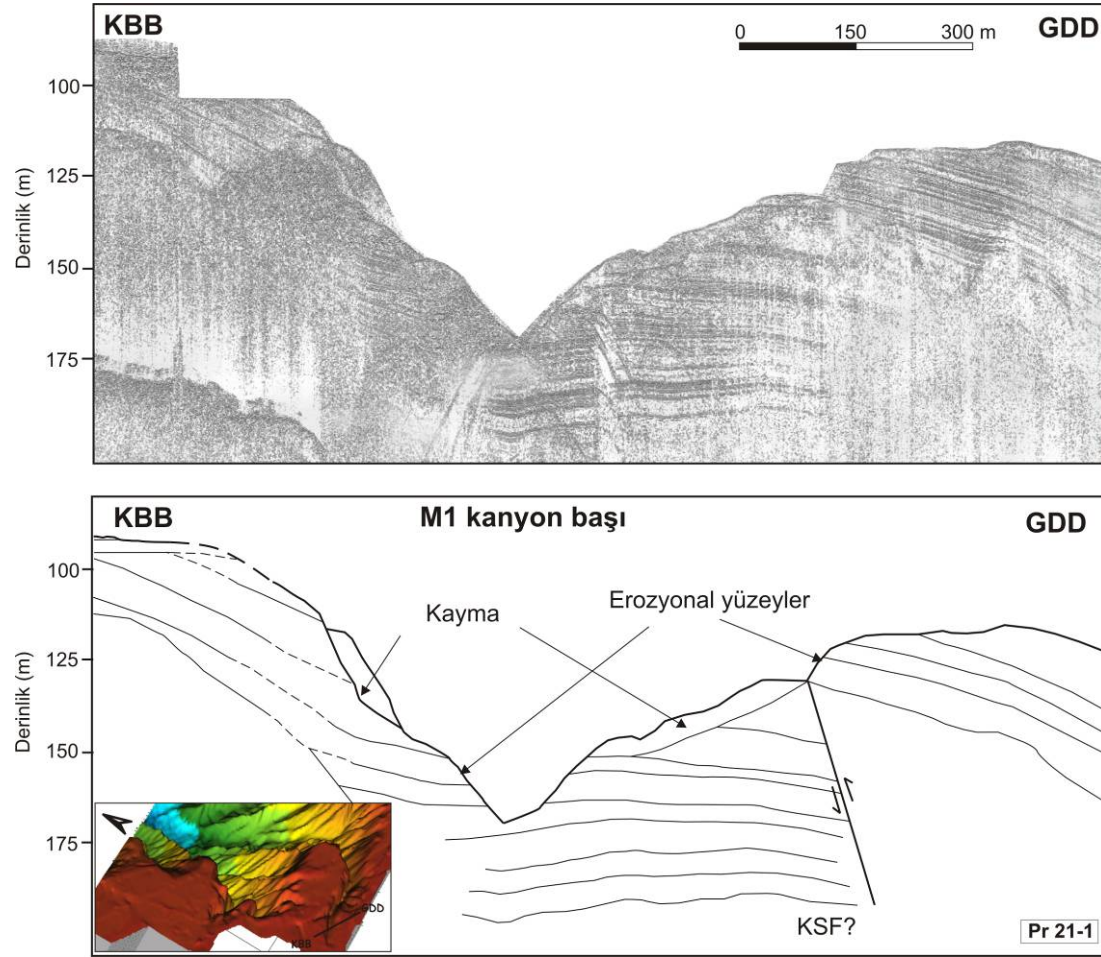 KBB
0 150 300 m
GDD
100
125
150
175
Derinlik (m)
KBB
M1 kanyon başı
GDD
100
125
150
175
Derinlik (m)
Kayma
Erozyonal yüzeyler
KSF?
Pr 21-1
KBB
GDD